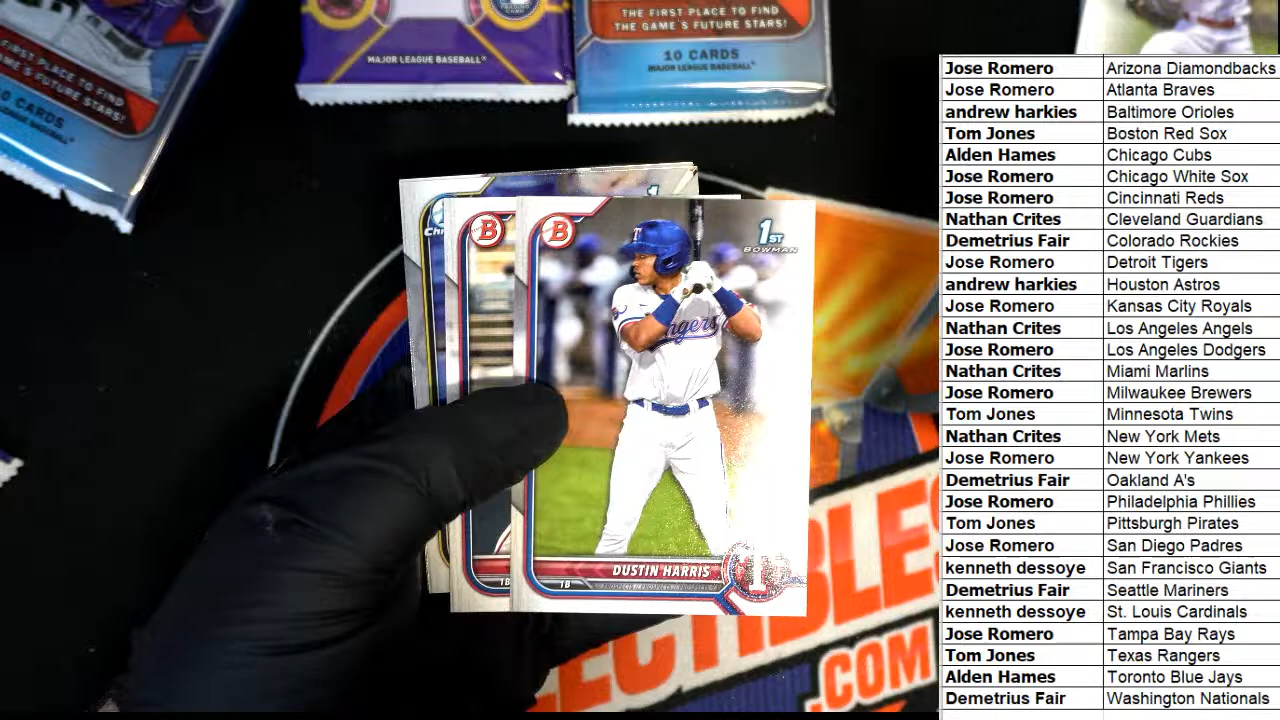 FIRST PLACE TO FIND
GAME'S FUTURE STARS!
10 CARDS
MAJOR LEAGUE BASEBALL
THE FIRST PLACE TO FIND
THE GAME'S FUTURE STARS!
10 CARDS
MAJOR LEAGUE BASEBALL
B
B
1ST
BOWMAN
Rangers
DUSTIN HARRIS
1B
1B
.COM
Jose Romero Arizona Diamondbacks
Jose Romero Atlanta Braves
andrew harkies Baltimore Orioles
Tom Jones Boston Red Sox
Alden Hames Chicago Cubs
Jose Romero Chicago White Sox
Jose Romero Cincinnati Reds
Nathan Crites Cleveland Guardians
Demetrius Fair Colorado Rockies
Jose Romero Detroit Tigers
andrew harkies Houston Astros
Jose Romero Kansas City Royals
Nathan Crites Los Angeles Angels
Jose Romero Los Angeles Dodgers
Nathan Crites Miami Marlins
Jose Romero Milwaukee Brewers
Tom Jones Minnesota Twins
Nathan Crites New York Mets
Jose Romero New York Yankees
Demetrius Fair Oakland A's
Jose Romero Philadelphia Phillies
Tom Jones Pittsburgh Pirates
Jose Romero San Diego Padres
kenneth dessoye San Francisco Giants
Demetrius Fair Seattle Mariners
kenneth dessoye St. Louis Cardinals
Jose Romero Tampa Bay Rays
Tom Jones Texas Rangers
Alden Hames Toronto Blue Jays
Demetrius Fair Washington Nationals